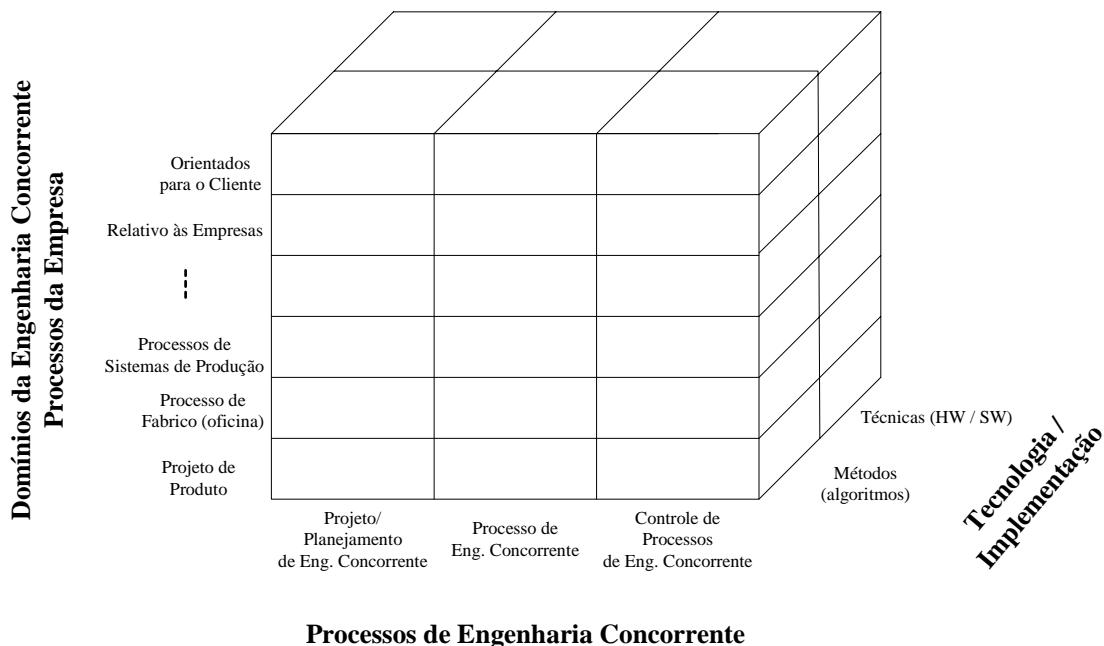 Domínios da Engenharia Concorrente
Processos da Empresa
Orientados
para o Cliente
Relativo às Empresas
Processos de
Sistemas de Produção
Processo de
Fabrico (oficina)
Projeto de
Produto
Projeto/
Planejamento
de Eng. Concorrente
Processo de
Eng. Concorrente
Controle de
Processos
de Eng. Concorrente
Técnicas (HW / SW)
Métodos
(algoritmos)
Tecnologia /
Implementação
Processos de Engenharia Concorrente